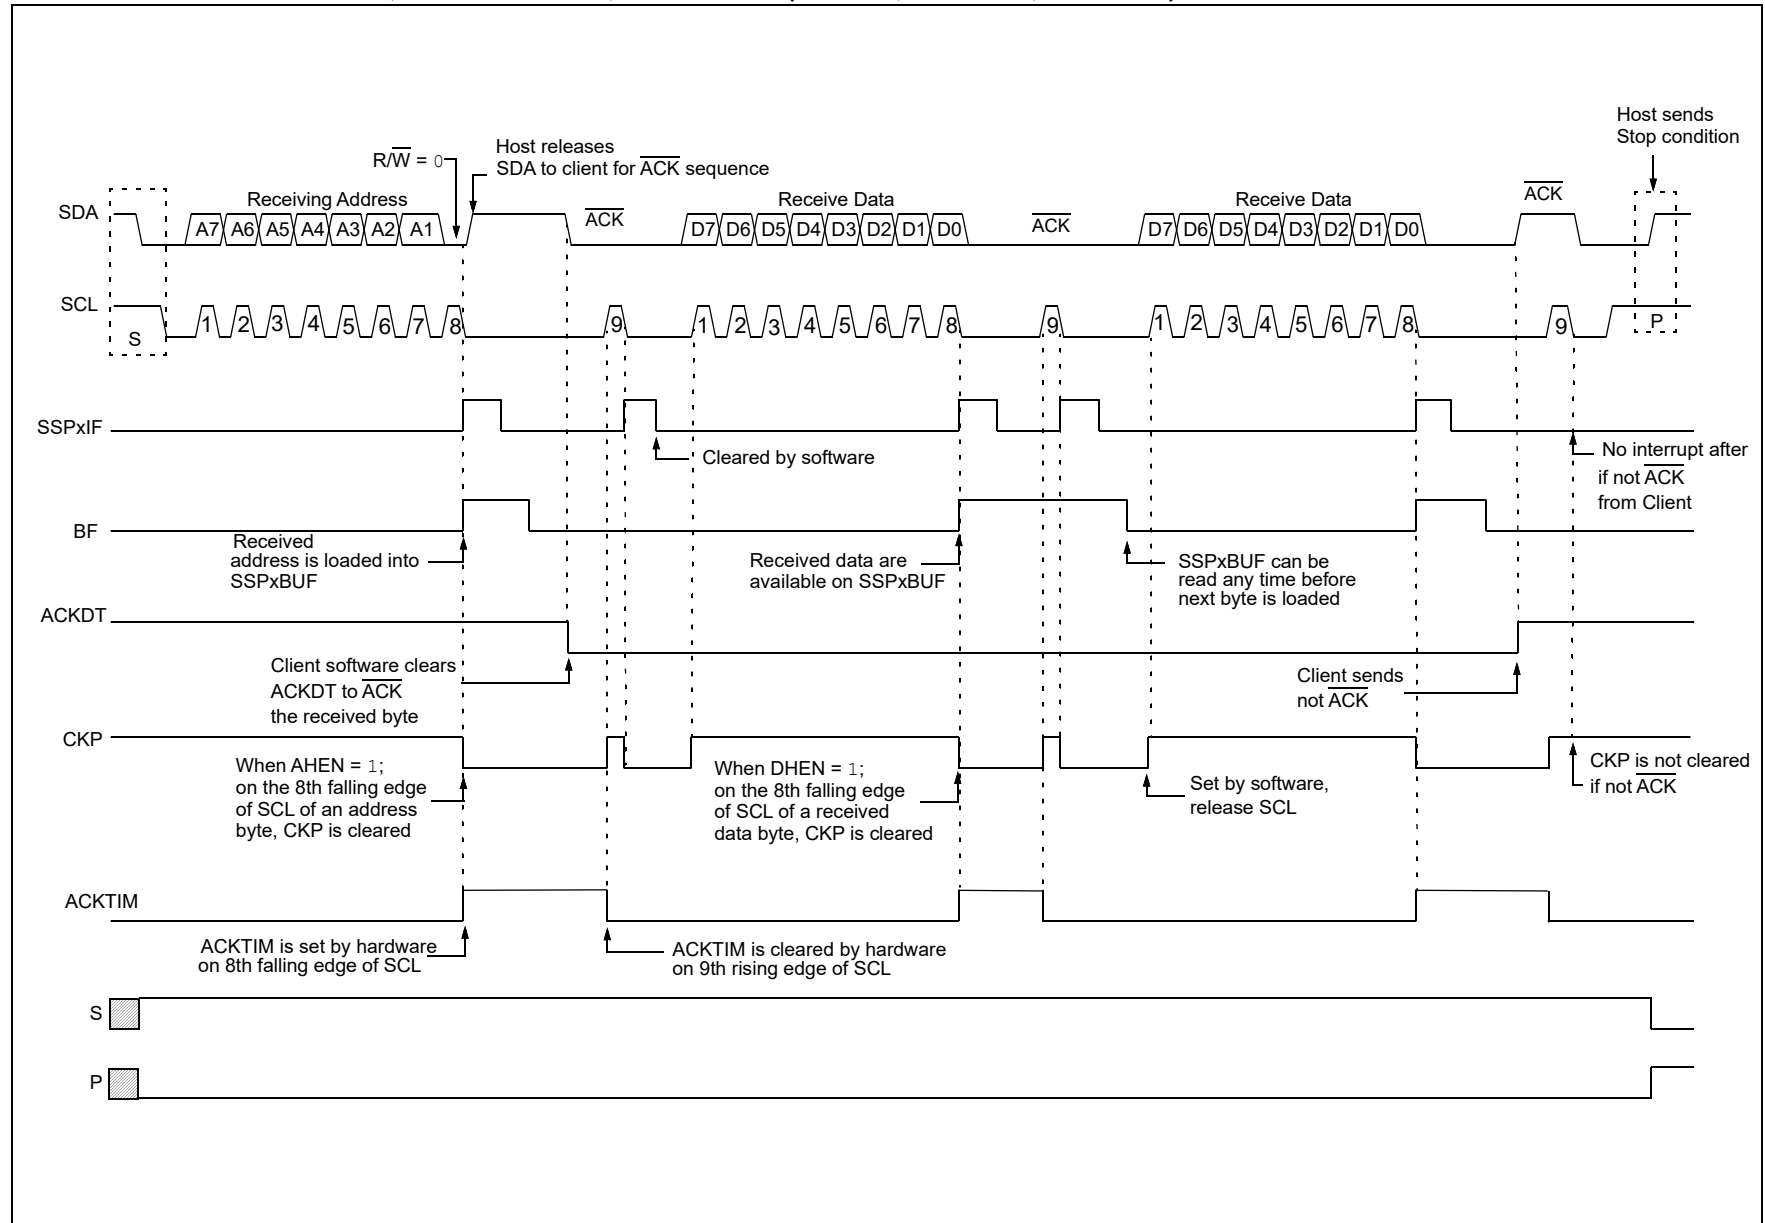 Host sends
Stop condition
Host releases
SDA to client for ACK sequence
R/W = 0
Receiving Address
ACK
Receive Data
ACK
Receive Data
ACK
SDA
A7 A6 A5 A4 A3 A2 A1
D7 D6 D5 D4 D3 D2 D1 D0
D7 D6 D5 D4 D3 D2 D1 D0
SCL
S
1 2 3 4 5 6 7 8 9
1 2 3 4 5 6 7 8 9
1 2 3 4 5 6 7 8 9
P
SSPxIF
Cleared by software
No interrupt after
if not ACK
from Client
BF
Received
address is loaded into
SSPxBUF
Received data are
available on SSPxBUF
SSPxBUF can be
read any time before
next byte is loaded
ACKDT
Client software clears
ACKDT to ACK
the received byte
Client sends
not ACK
CKP
When AHEN = 1;
on the 8th falling edge
of SCL of an address
byte, CKP is cleared
When DHEN = 1;
on the 8th falling edge
of SCL of a received
data byte, CKP is cleared
Set by software,
release SCL
CKP is not cleared
if not ACK
ACKTIM
ACKTIM is set by hardware
on 8th falling edge of SCL
ACKTIM is cleared by hardware
on 9th rising edge of SCL
S
P